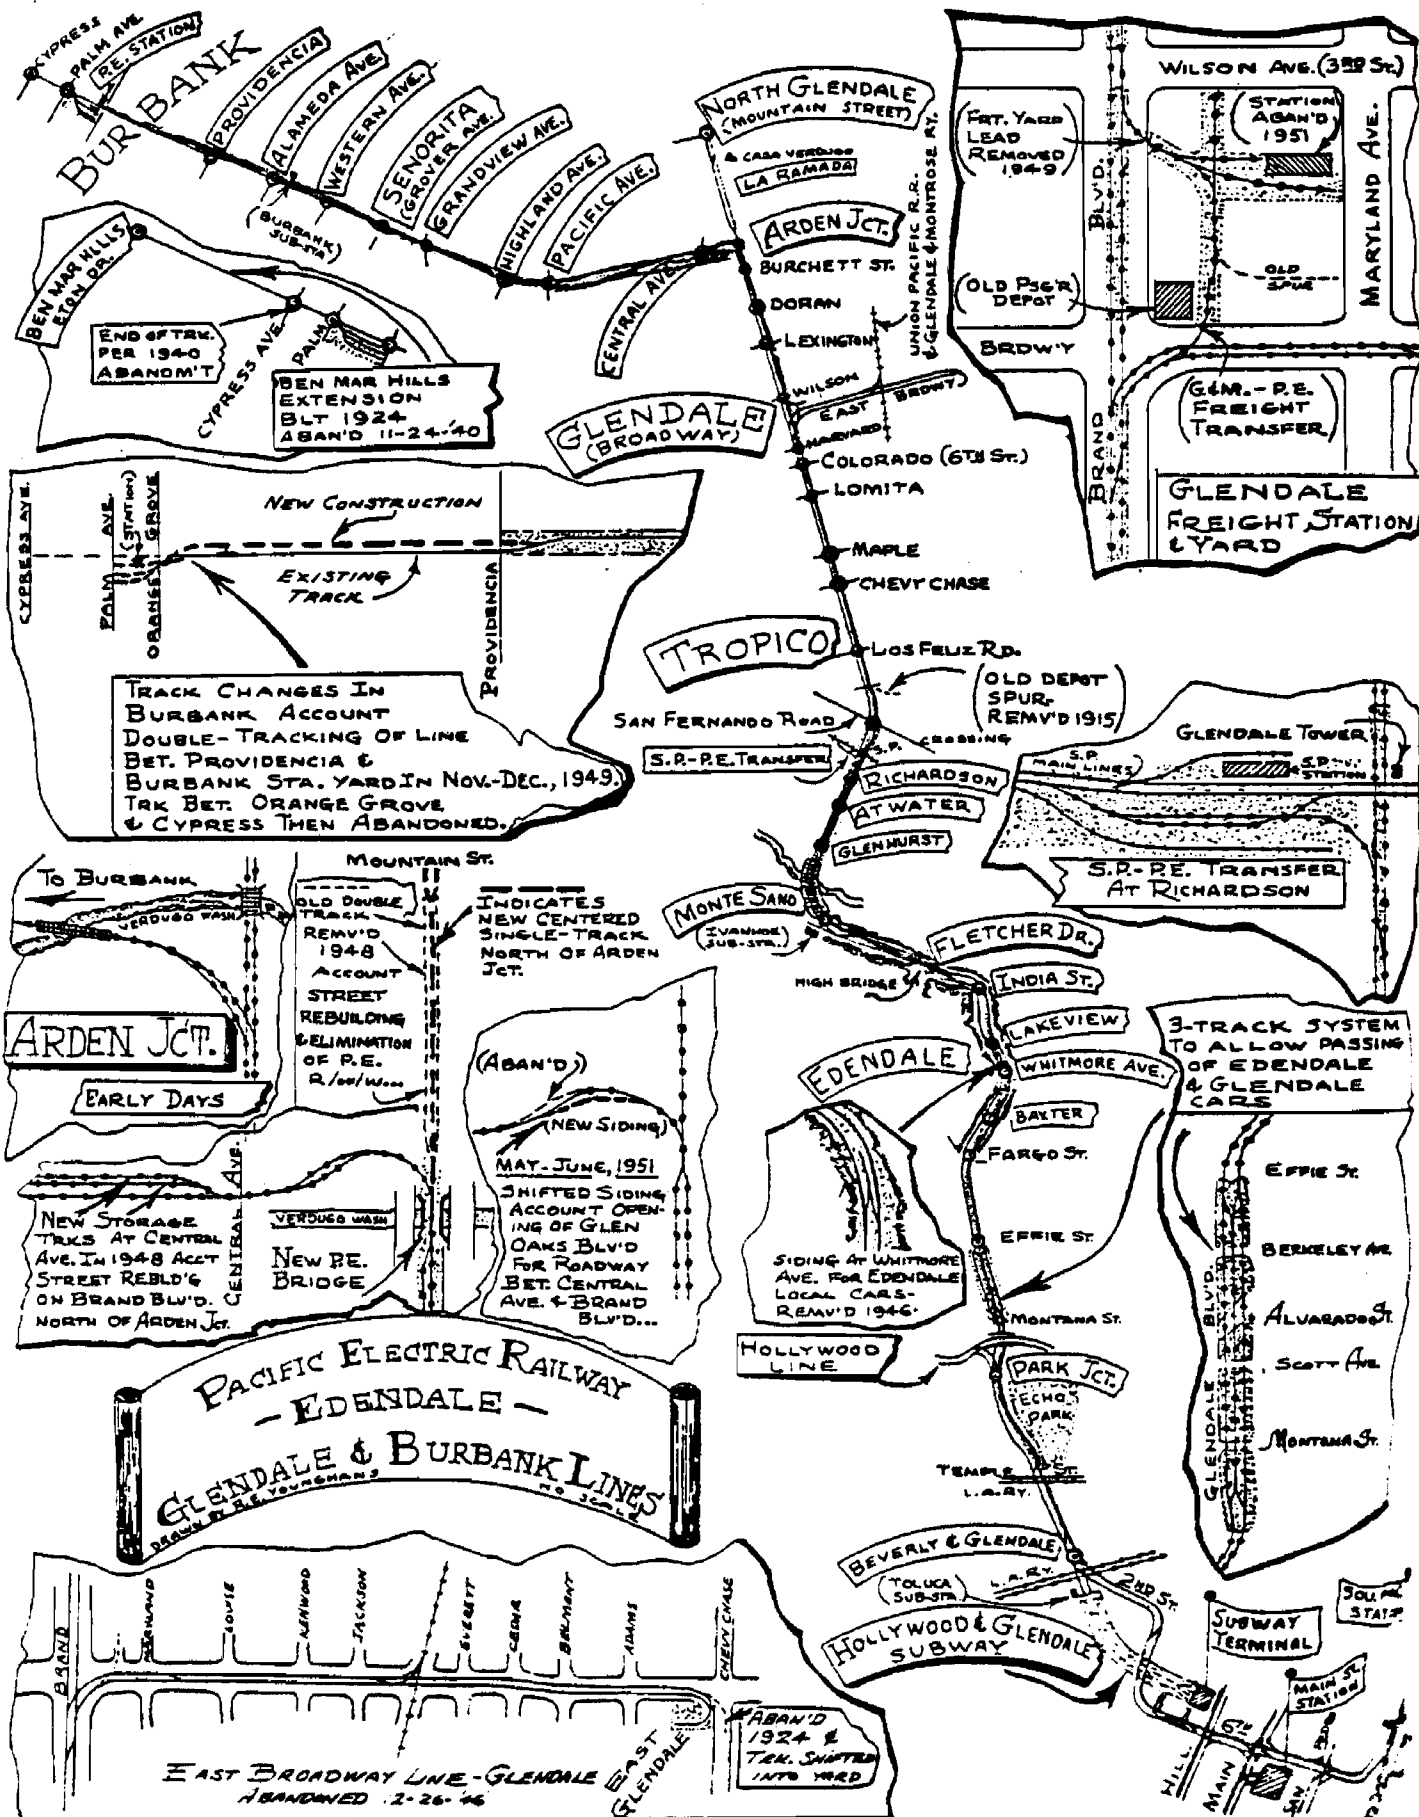 CYPRESS
PALM AVE.
P.E. STATION
BURBANK
PROVIDENCIA
ALAMEDA AVE.
WESTERN AVE.
SENORITA
(GROVER AVE.
GRANDVIEW AVE.
HIGHLAND AVE.
PACIFIC AVE.
(BURBANK)
SUB-STA
CENTRAL AVE.
NORTH GLENDALE
(MOUNTAIN STREET)
& CASA VERDUGO
LA RAMADA
ARDEN JCT.
BURCHETT ST.
DORAN
LEXINGTON
WILSON
EAST BRDWY
HARVARD
UNION PACIFIC R.R.
& GLENDALE & MONTROSE RY.
GLENDALE
(BROADWAY)
COLORADO (6TH ST.)
LOMITA
MAPLE
CHEVY CHASE
TROPICO
LOS FELIZ RD.
(OLD DEPOT
SPUR-
REMV'D 1915)
SAN FERNANDO ROAD
S.P. CROSSING
S.P.-P.E. TRANSFER
RICHARDSON
ATWATER
GLENHURST
MONTE SANO
(IVANHOE)
SUB-STA.
FLETCHER DR.
HIGH BRIDGE
INDIA ST.
LAKEVIEW
EDENDALE
WHITMORE AVE.
BAXTER
FARGO ST.
EFFIE ST.
MONTANA ST.
HOLLYWOOD
LINE
PARK JCT.
ECHO
PARK
TEMPLE ST.
L.A.RY.
BEVERLY & GLENDALE
L.A.RY.
2ND ST.
(TOLUCA
SUB-STA.)
HOLLYWOOD & GLENDALE
SUBWAY
SUBWAY
TERMINAL
MAIN ST.
STATION
6TH
HILL
MAIN
SAN
BEN MAR HILLS
ETON DR.
END OF TRK.
PER 1940
ABANDM'T
CYPRESS AVE.
PALM
BEN MAR HILLS
EXTENSION
BLT 1924
ABAN'D 11-24-'40
WILSON AVE. (3RD ST.)
(FRT. YARD
LEAD
REMOVED
1949)
(STATION
ABAN'D
1951)
BLV'D.
MARYLAND AVE.
(OLD PSG'R
DEPOT)
OLD
SPUR
BRDW'Y
BRAND
(G&M.-P.E.
FREIGHT
TRANSFER)
GLENDALE
FREIGHT STATION
& YARD
CYPRESS AVE.
PALM AVE.
(STATION)
ORANGE GROVE
NEW CONSTRUCTION
EXISTING
TRACK
PROVIDENCIA
TRACK CHANGES IN
BURBANK ACCOUNT
DOUBLE-TRACKING OF LINE
BET. PROVIDENCIA &
BURBANK STA. YARD IN NOV.-DEC., 1949.
TRK BET. ORANGE GROVE
& CYPRESS THEN ABANDONED.
GLENDALE TOWER
S.P.
MAIN LINES
STATION
S.P.-P.E. TRANSFER
AT RICHARDSON
TO BURBANK
VERDUGO WASH
ARDEN JCT.
EARLY DAYS
MOUNTAIN ST.
OLD DOUBLE
TRACK
REMV'D
1948
ACCOUNT
STREET
REBUILDING
& ELIMINATION
OF P.E.
R/W/W...
INDICATES
NEW CENTERED
SINGLE-TRACK
NORTH OF ARDEN
JCT.
NEW STORAGE
TRKS AT CENTRAL
AVE. IN 1948 ACC'T
STREET REBLD'G
ON BRAND BLV'D.
NORTH OF ARDEN JCT.
CENTRAL AVE.
VERDUGO WASH
NEW P.E.
BRIDGE
(ABAN'D)
(NEW SIDING)
MAY-JUNE, 1951
SHIFTED SIDING
ACCOUNT OPEN-
ING OF GLEN
OAKS BLV'D
FOR ROADWAY
BET. CENTRAL
AVE. & BRAND
BLV'D...
SIDING AT WHITMORE
AVE. FOR EDENDALE
LOCAL CARS-
REMV'D 1946.
3-TRACK SYSTEM
TO ALLOW PASSING
OF EDENDALE
& GLENDALE
CARS
EFFIE ST.
BERKELEY AVE
ALVARADO ST.
SCOTT AVE
MONTANA ST.
GLENDALE BLV'D.
PACIFIC ELECTRIC RAILWAY
— EDENDALE —
GLENDALE & BURBANK LINES
DRAWN BY R.E. YOUNGHANS
NO SCALE
BRAND
MARYLAND
LOUISE
KENWOOD
JACKSON
EVERETT
CEDAR
BELMONT
ADAMS
CHEVY CHASE
EAST
GLENDALE
ABAN'D
1924 &
TRK. SHIFTED
INTO YARD
EAST BROADWAY LINE-GLENDALE
ABANDONED 2-26-46